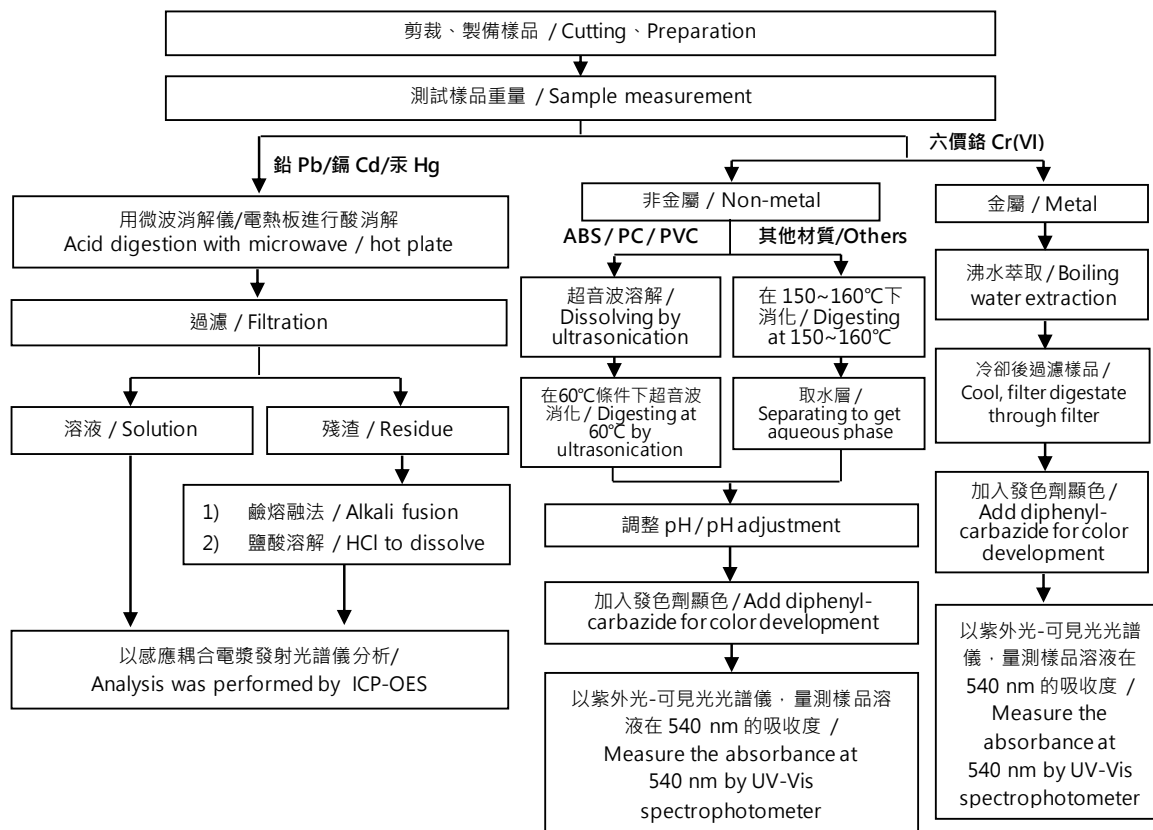 剪裁、製備樣品 / Cutting、Preparation
測試樣品重量 / Sample measurement
鉛 Pb/鎘 Cd/汞 Hg
六價鉻 Cr(VI)
用微波消解儀/電熱板進行酸消解
Acid digestion with microwave / hot plate
過濾 / Filtration
溶液 / Solution
殘渣 / Residue
1) 鹼熔融法 / Alkali fusion
2) 鹽酸溶解 / HCl to dissolve
以感應耦合電漿發射光譜儀分析/
Analysis was performed by ICP-OES
非金屬 / Non-metal
ABS / PC / PVC
其他材質/Others
超音波溶解 /
Dissolving by
ultrasonication
在60℃條件下超音波
消化 / Digesting at
60℃ by
ultrasonication
在 150~160℃下
消化 / Digesting
at 150~160℃
取水層 /
Separating to get
aqueous phase
調整 pH / pH adjustment
加入發色劑顯色 / Add diphenyl-
carbazide for color development
以紫外光-可見光光譜儀，量測樣品溶
液在 540 nm 的吸收度 /
Measure the absorbance at
540 nm by UV-Vis
spectrophotometer
金屬 / Metal
沸水萃取 / Boiling
water extraction
冷卻後過濾樣品 /
Cool, filter digestate
through filter
加入發色劑顯色 /
Add diphenyl-
carbazide for color
development
以紫外光-可見光光譜
儀，量測樣品溶液在
540 nm 的吸收度 /
Measure the
absorbance at
540 nm by UV-Vis
spectrophotometer